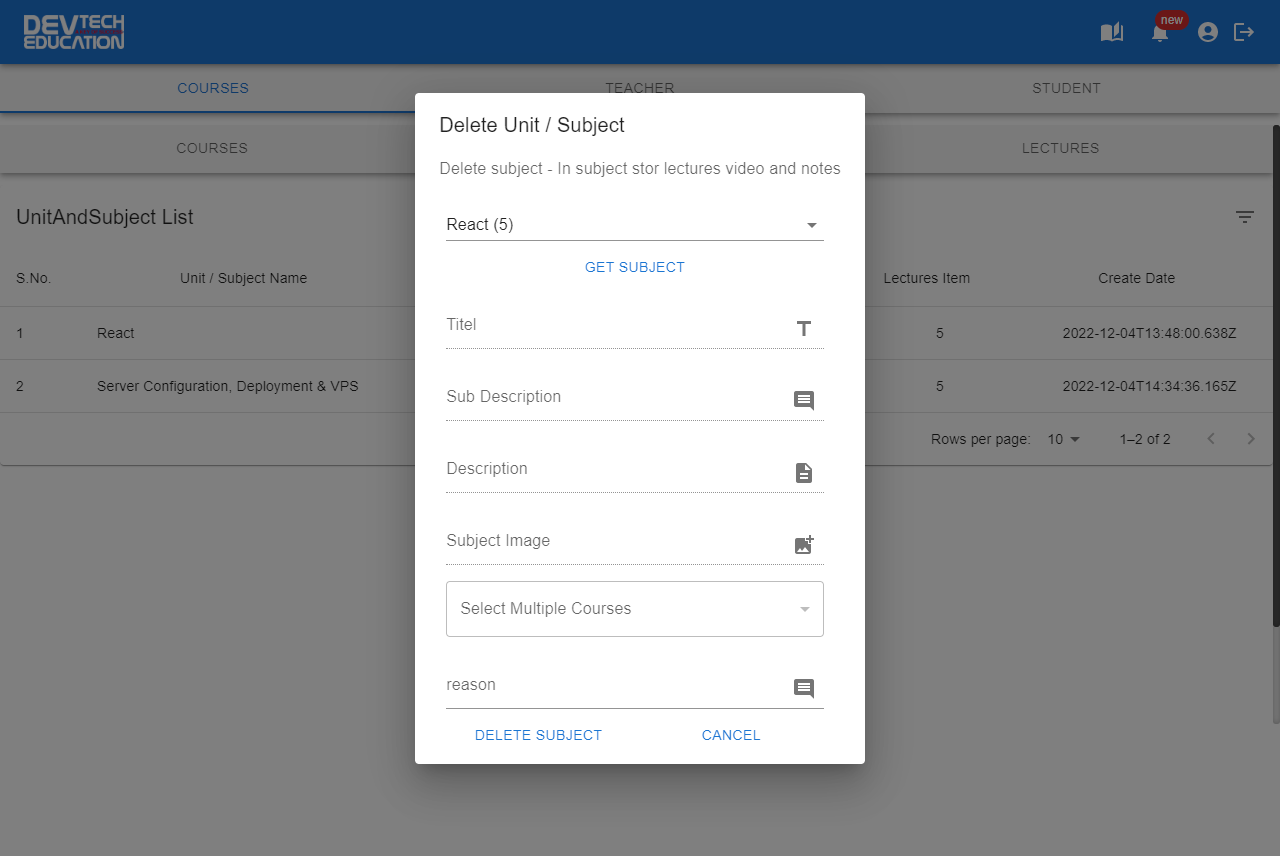 DEVTECH
EDUCATION
new
COURSES TEACHER STUDENT
COURSES LECTURES
Delete Unit / Subject
Delete subject - In subject stor lectures video and notes
React (5)
GET SUBJECT
Titel
Sub Description
Description
Subject Image
Select Multiple Courses
reason
DELETE SUBJECT CANCEL
UnitAndSubject List
S.No. Unit / Subject Name Lectures Item Create Date
1 React 5 2022-12-04T13:48:00.638Z
2 Server Configuration, Deployment & VPS 5 2022-12-04T14:34:36.165Z
Rows per page: 10 1–2 of 2